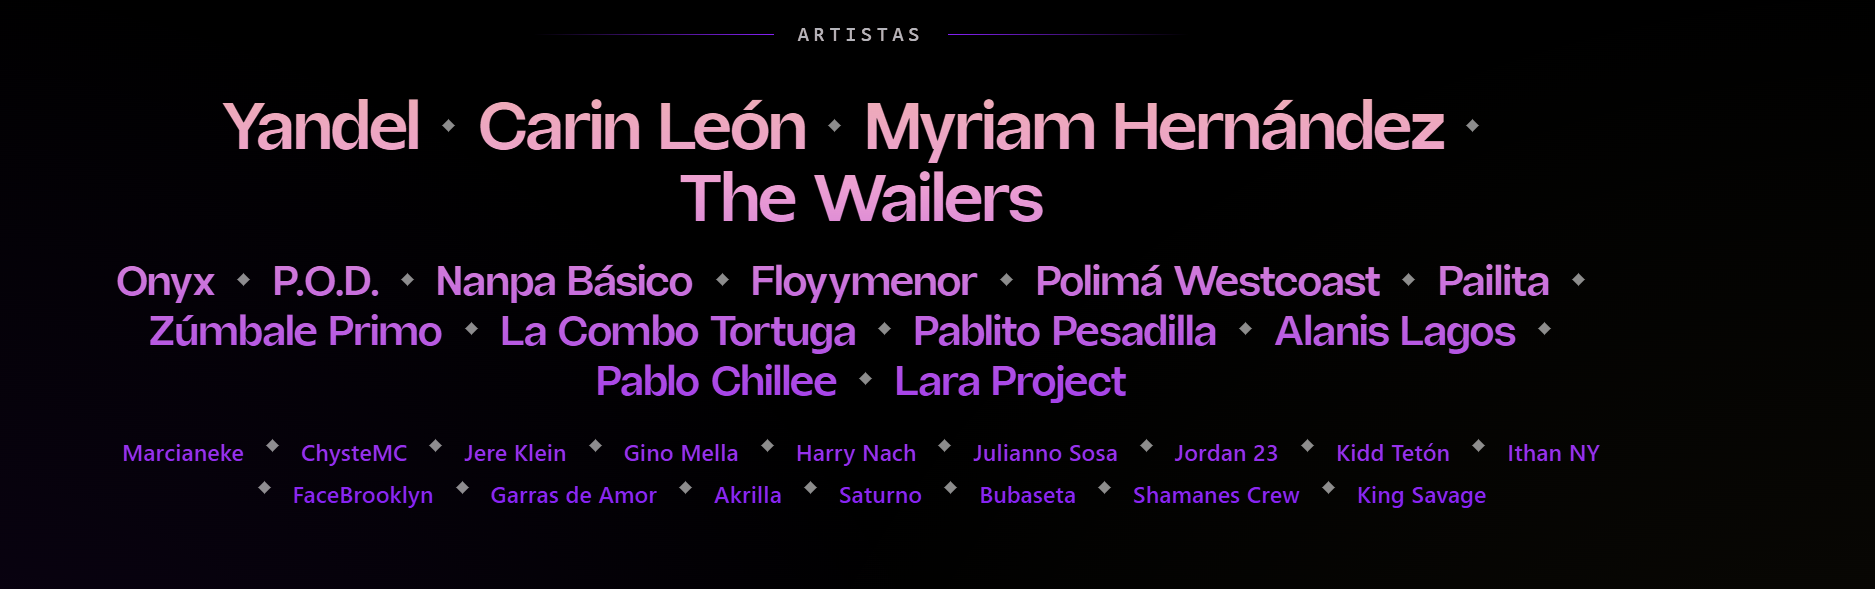 ARTISTAS
Yandel ◆ Carin León ◆ Myriam Hernández ◆
The Wailers
Onyx ◆ P.O.D. ◆ Nanpa Básico ◆ Floyymenor ◆ Polimá Westcoast ◆ Pailita ◆
Zúmbale Primo ◆ La Combo Tortuga ◆ Pablito Pesadilla ◆ Alanis Lagos ◆
Pablo Chillee ◆ Lara Project
Marcianeke ◆ ChysteMC ◆ Jere Klein ◆ Gino Mella ◆ Harry Nach ◆ Julianno Sosa ◆ Jordan 23 ◆ Kidd Tetón ◆ Ithan NY
◆ FaceBrooklyn ◆ Garras de Amor ◆ Akrilla ◆ Saturno ◆ Bubaseta ◆ Shamanes Crew ◆ King Savage